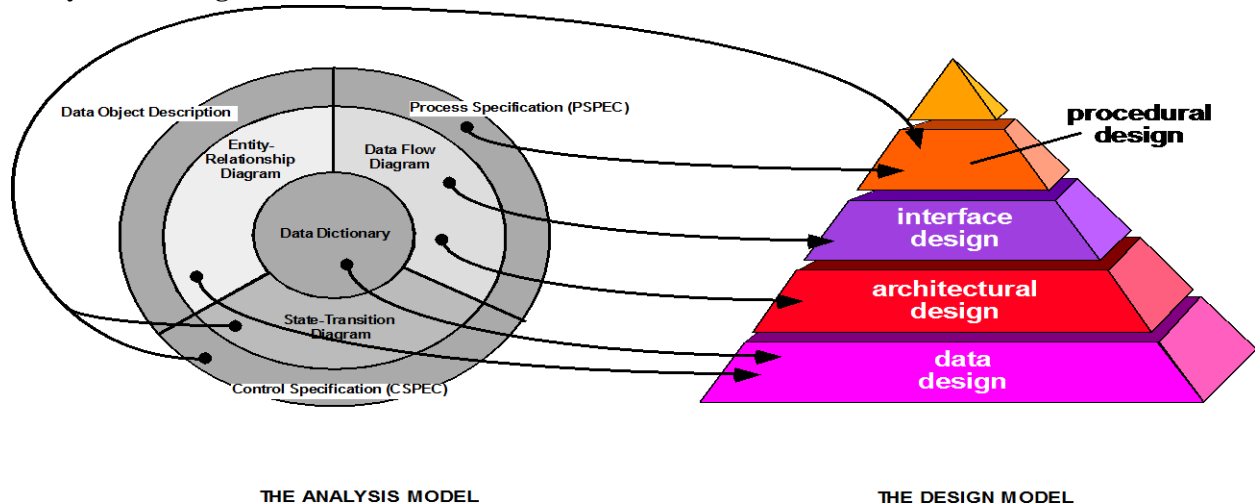 Data Object Description
Process Specification (PSPEC)
Entity-
Relationship
Diagram
Data Flow
Diagram
Data Dictionary
State-Transition
Diagram
Control Specification (CSPEC)
THE ANALYSIS MODEL
procedural
design
interface
design
architectural
design
data
design
THE DESIGN MODEL